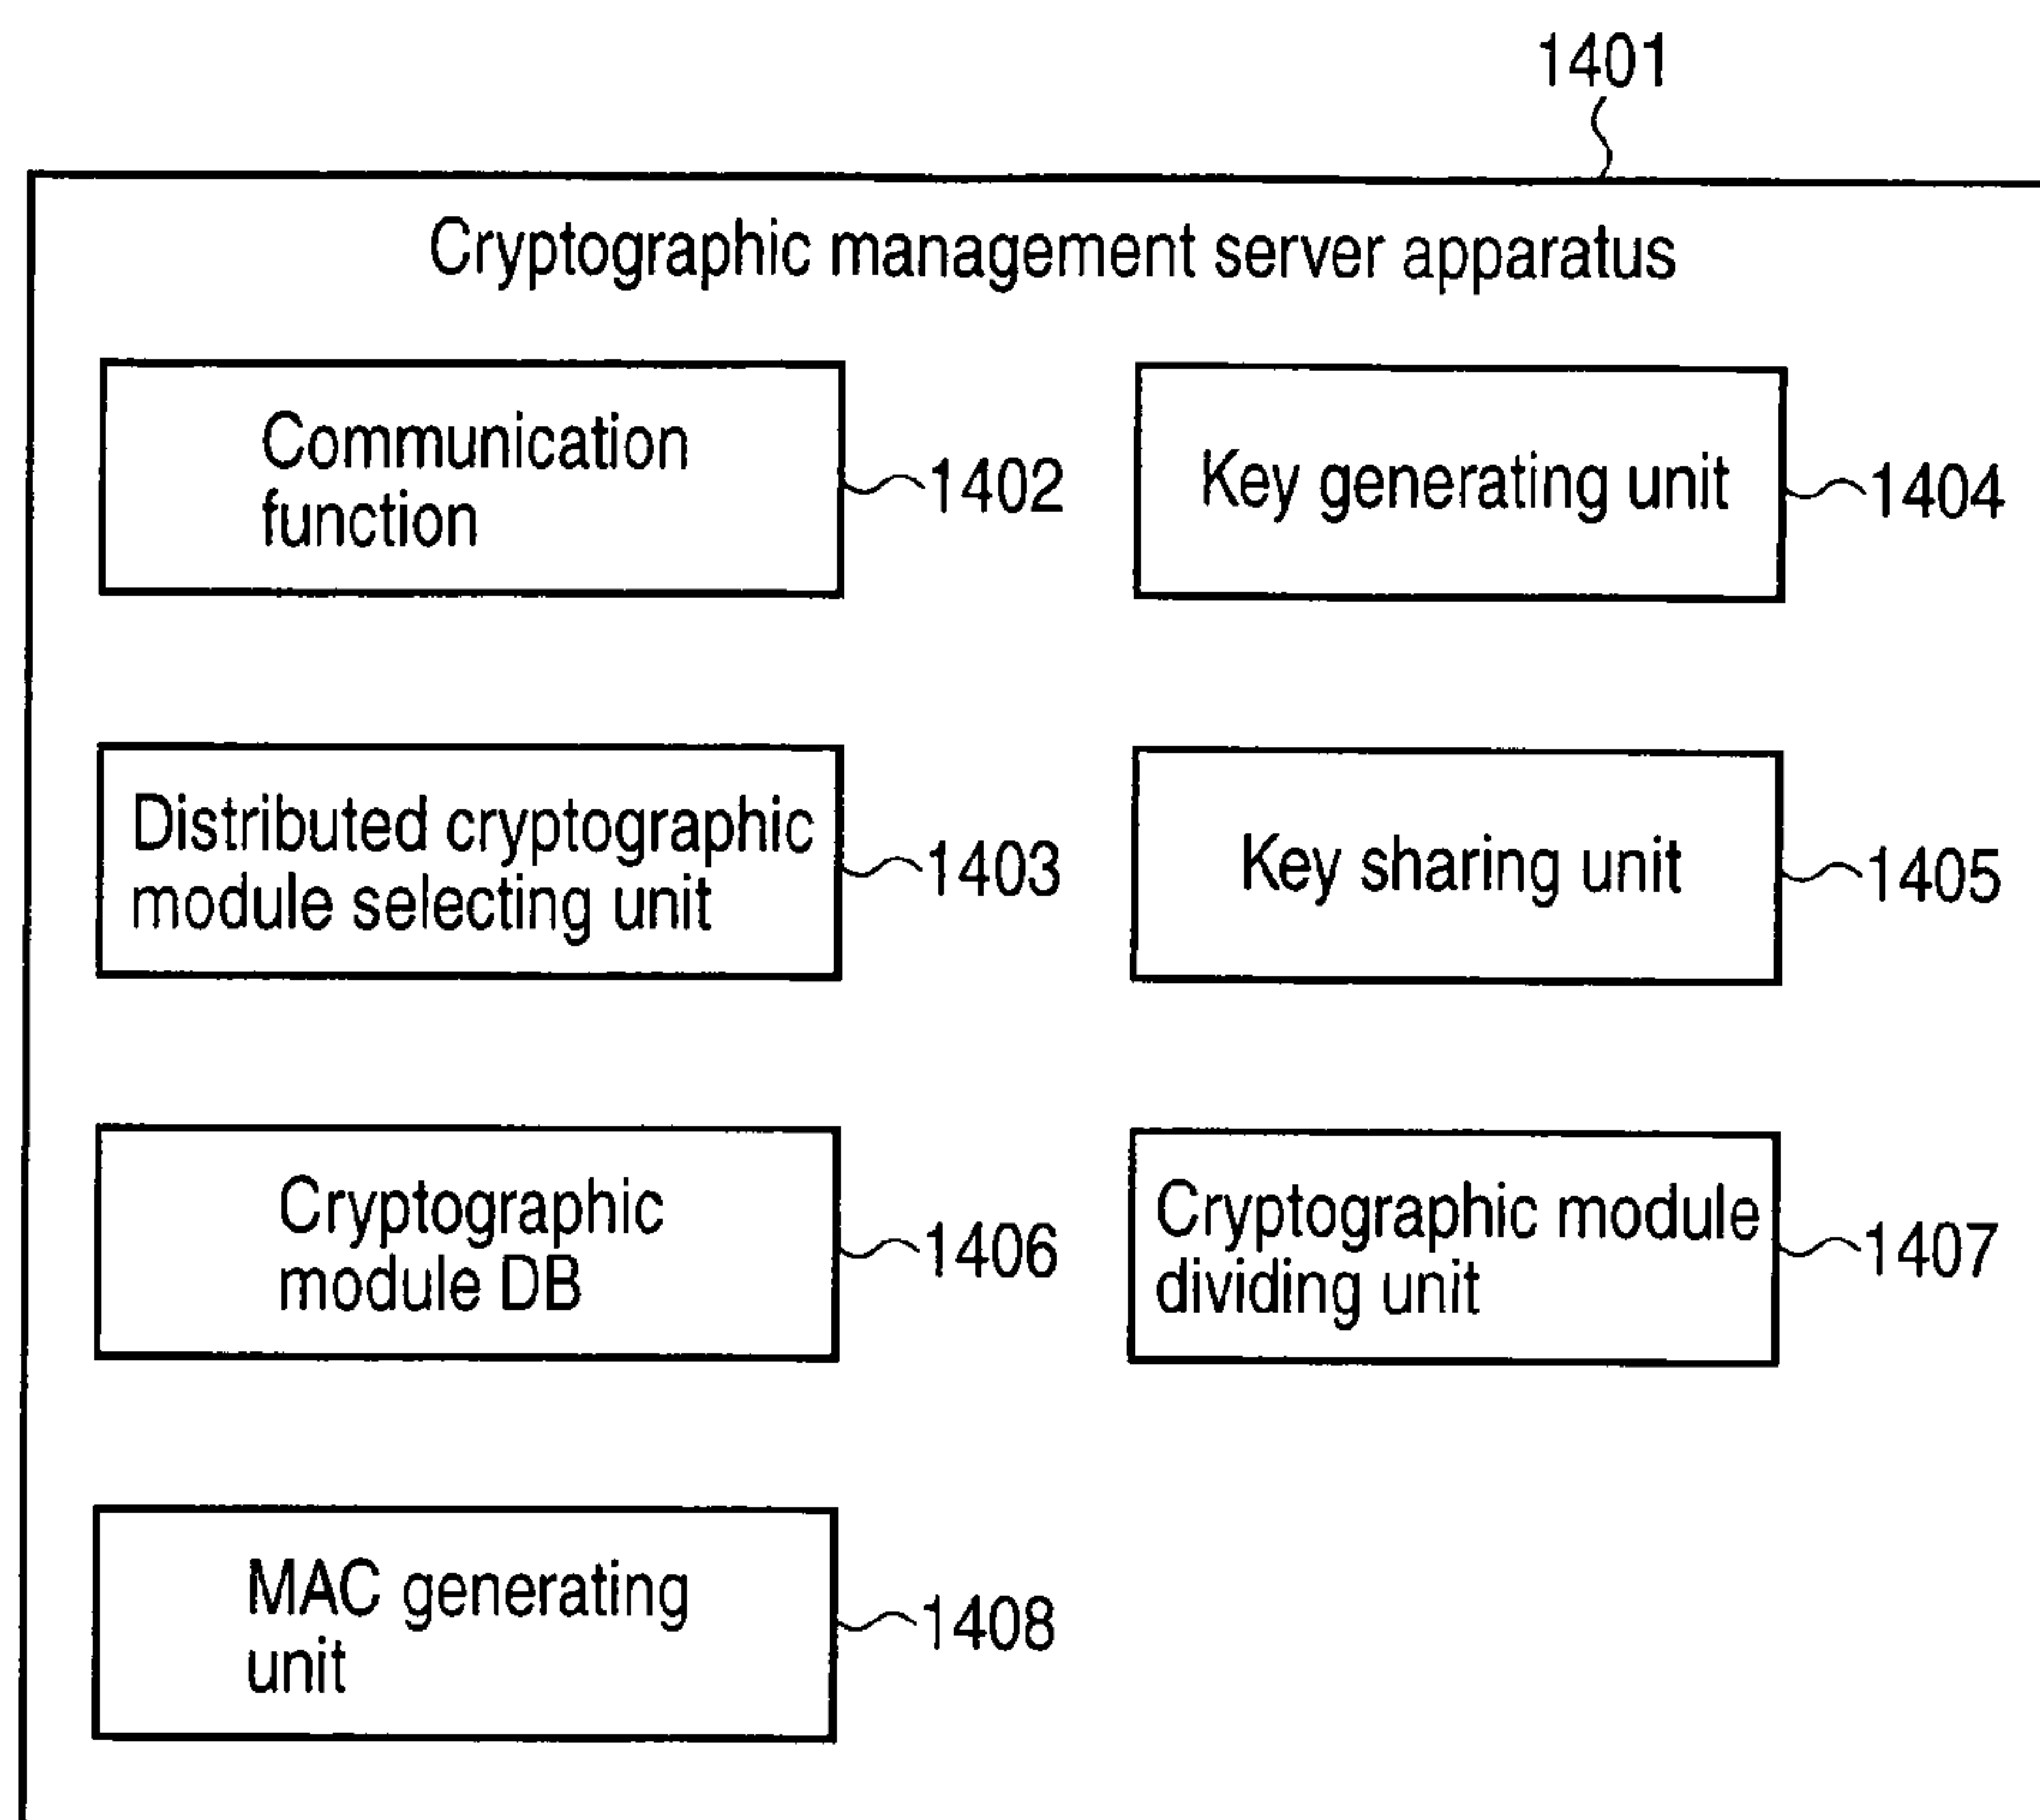 1401
Cryptographic management server apparatus
Communication
function
1402
Key generating unit
1404
Distributed cryptographic
module selecting unit
1403
Key sharing unit
1405
Cryptographic
module DB
1406
Cryptographic module
dividing unit
1407
MAC generating
unit
1408